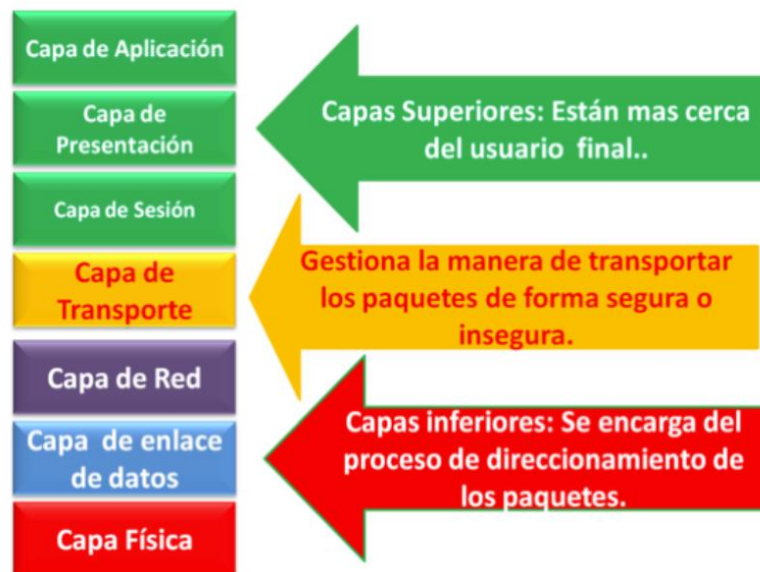 Capa de Aplicación
Capa de
Presentación
Capa de Sesión
Capa de
Transporte
Capa de Red
Capa de enlace
de datos
Capa Física
Capas Superiores: Están mas cerca
del usuario final..
Gestiona la manera de transportar
los paquetes de forma segura o
insegura.
Capas inferiores: Se encarga del
proceso de direccionamiento de
los paquetes.